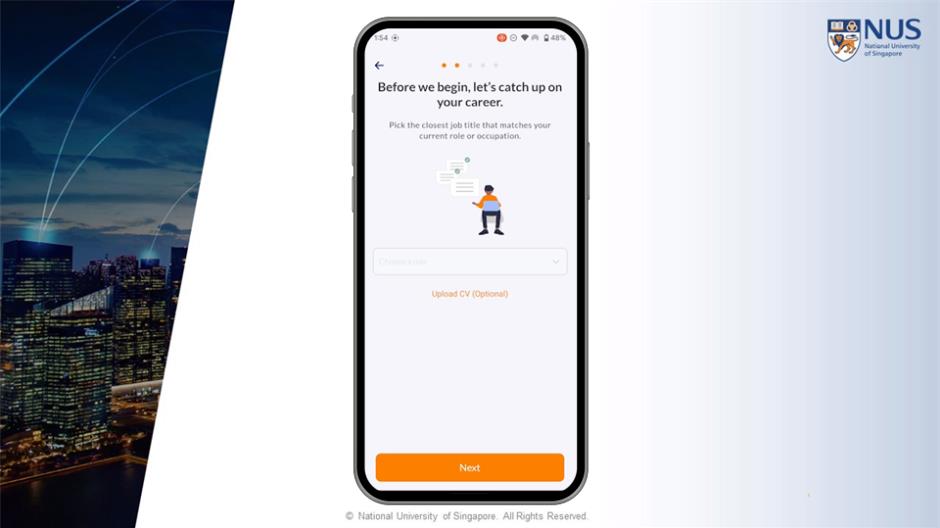 NUS
National University
of Singapore
1:54
48%
Before we begin, let's catch up on
your career.
Pick the closest job title that matches your
current role or occupation.
Choose a role
Upload CV (Optional)
Next
© National University of Singapore. All Rights Reserved.